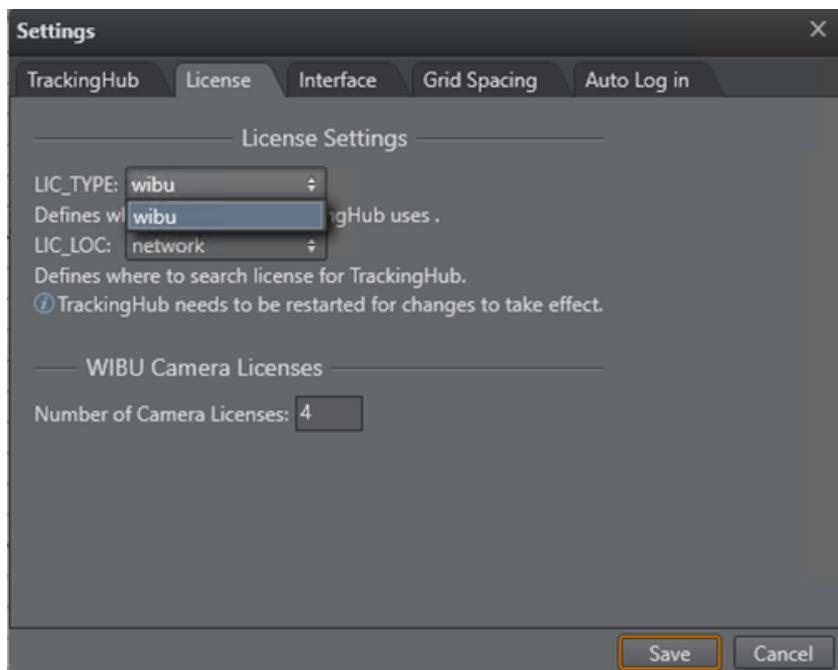 Settings
TrackingHub License Interface Grid Spacing Auto Log in
License Settings
LIC_TYPE: wibu
wibu
Defines ngHub uses .
LIC_LOC: network
Defines where to search license for TrackingHub.
TrackingHub needs to be restarted for changes to take effect.
WIBU Camera Licenses
Number of Camera Licenses: 4
Save Cancel